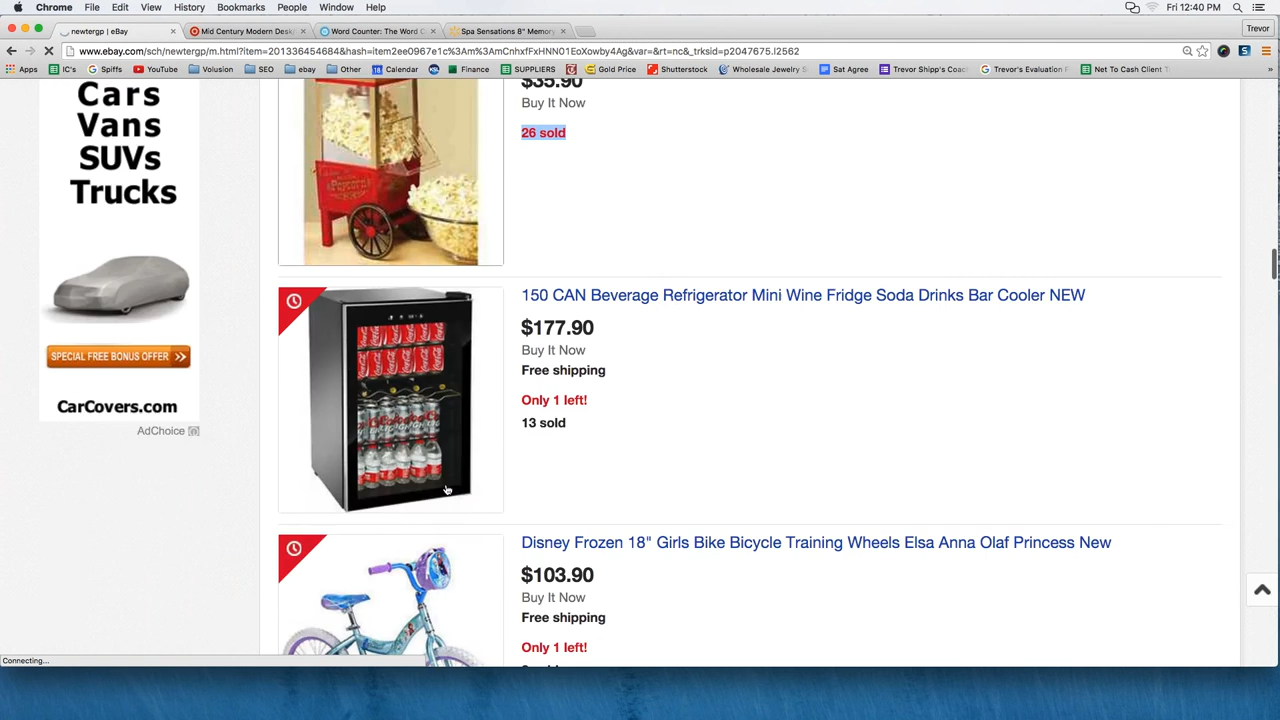 Chrome File Edit View History Bookmarks People Window Help Fri 12:40 PM
newtergp | eBay Mid Century Modern Desk/ Word Counter: The Word C Spa Sensations 8" Memory Trevor
www.ebay.com/sch/newtergp/m.html?item=201336454684&hash=item2ee0967e1c%3Am%3AmCnhxfFxHNN01EoXowby4Ag&var=&rt=nc&_trksid=p2047675.l2562
Apps IC's Spiffs YouTube Volusion SEO ebay Other Calendar Finance SUPPLIERS Gold Price Shutterstock Wholesale Jewelry Sat Agree Trevor Shipp's Coac Trevor's Evaluation F Net To Cash Client T
Cars
Vans
SUVs
Trucks
SPECIAL FREE BONUS OFFER >>
CarCovers.com
AdChoice
$35.90
Buy It Now
26 sold
Popcorn
150 CAN Beverage Refrigerator Mini Wine Fridge Soda Drinks Bar Cooler NEW
$177.90
Buy It Now
Free shipping
Only 1 left!
13 sold
Disney Frozen 18" Girls Bike Bicycle Training Wheels Elsa Anna Olaf Princess New
$103.90
Buy It Now
Free shipping
Only 1 left!
Connecting...